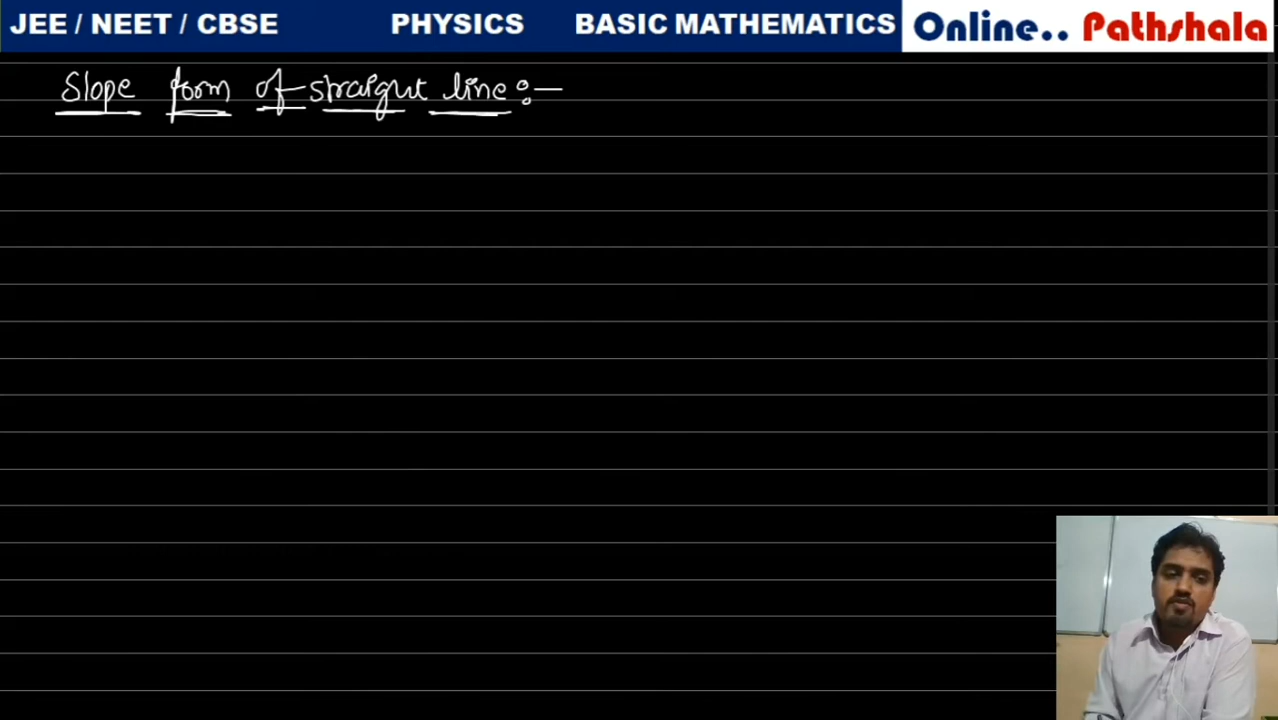 JEE / NEET / CBSE PHYSICS BASIC MATHEMATICS Online.. Pathshala
Slope form of straight line :-